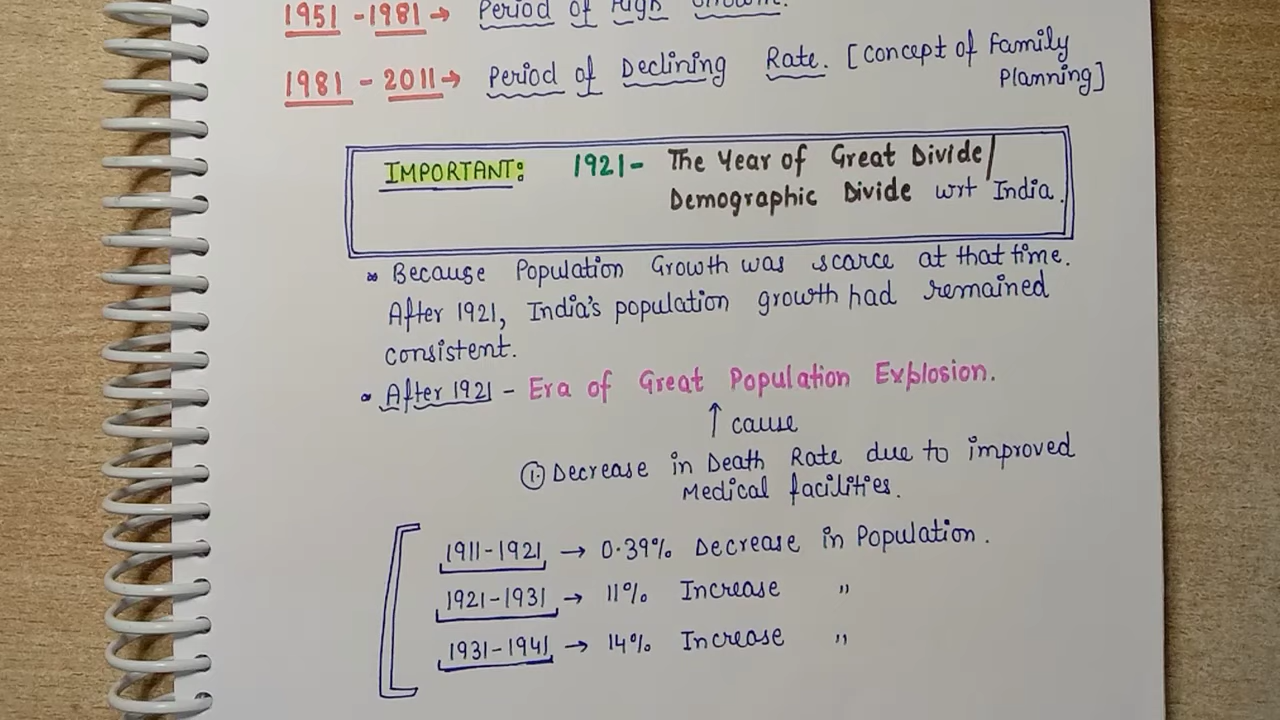 1951 - 1981 → Period of High Growth.
1981 - 2011 → Period of Declining Rate. [Concept of Family
Planning]
IMPORTANT: 1921- The Year of Great Divide/
Demographic Divide wrt India.
Because Population Growth was scarce at that time.
After 1921, India's population growth had remained
consistent.
After 1921 - Era of Great Population Explosion.
↑ cause
① Decrease in Death Rate due to improved
Medical facilities.
1911-1921 → 0.39% Decrease in Population.
1921-1931 → 11% Increase "
1931-1941 → 14% Increase "